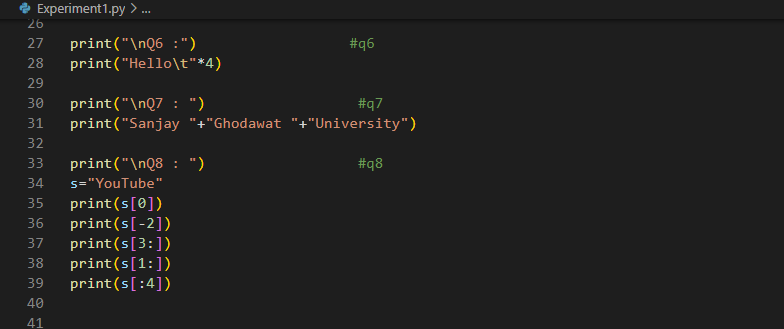 Experiment1.py > ...
26
27 print("\nQ6 :") #q6
28 print("Hello\t"*4)
29
30 print("\nQ7 : ") #q7
31 print("Sanjay "+"Ghodawat "+"University")
32
33 print("\nQ8 : ") #q8
34 s="YouTube"
35 print(s[0])
36 print(s[-2])
37 print(s[3:])
38 print(s[1:])
39 print(s[:4])
40
41